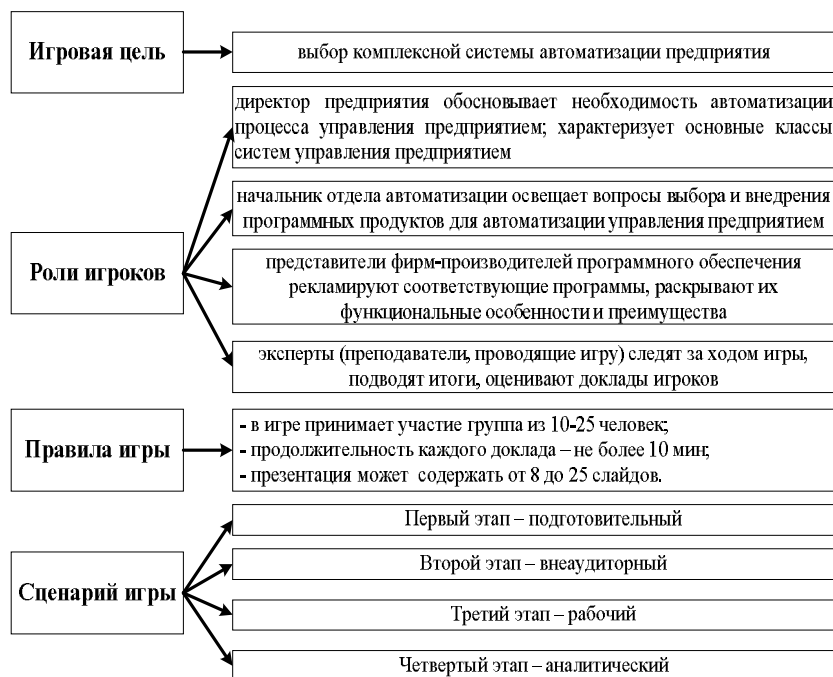 Игровая цель
выбор комплексной системы автоматизации предприятия
Роли игроков
директор предприятия обосновывает необходимость автоматизации
процесса управления предприятием; характеризует основные классы
систем управления предприятием
начальник отдела автоматизации освещает вопросы выбора и внедрения
программных продуктов для автоматизации управления предприятием
представители фирм-производителей программного обеспечения
рекламируют соответствующие программы, раскрывают их
функциональные особенности и преимущества
эксперты (преподаватели, проводящие игру) следят за ходом игры,
подводят итоги, оценивают доклады игроков
Правила игры
- в игре принимает участие группа из 10-25 человек;
- продолжительность каждого доклада – не более 10 мин;
- презентация может содержать от 8 до 25 слайдов.
Сценарий игры
Первый этап – подготовительный
Второй этап – внеаудиторный
Третий этап – рабочий
Четвертый этап – аналитический